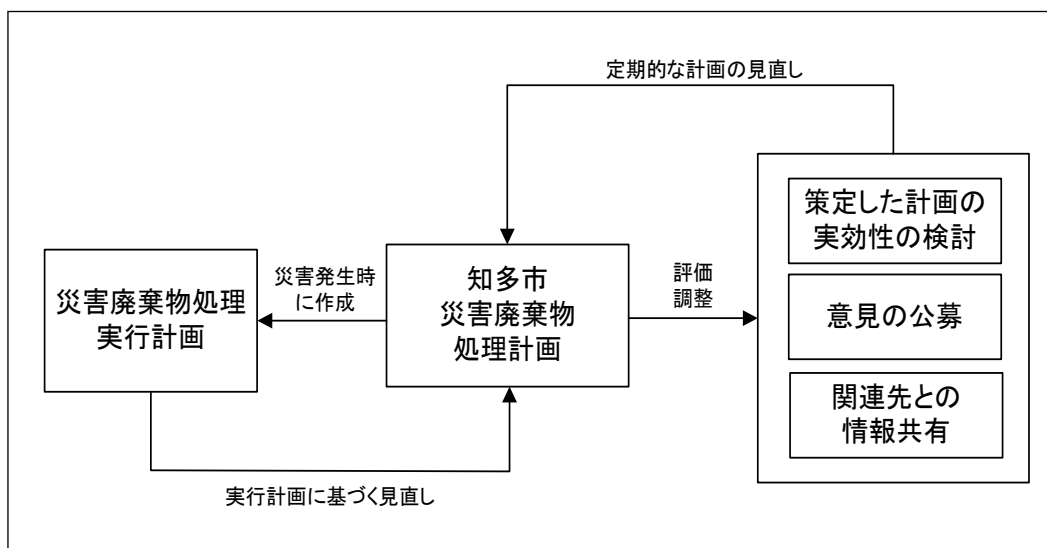 定期的な計画の見直し
策定した計画の
実効性の検討
災害廃棄物処理
実行計画
災害発生時
に作成
知多市
災害廃棄物
処理計画
評価
調整
意見の公募
関連先との
情報共有
実行計画に基づく見直し